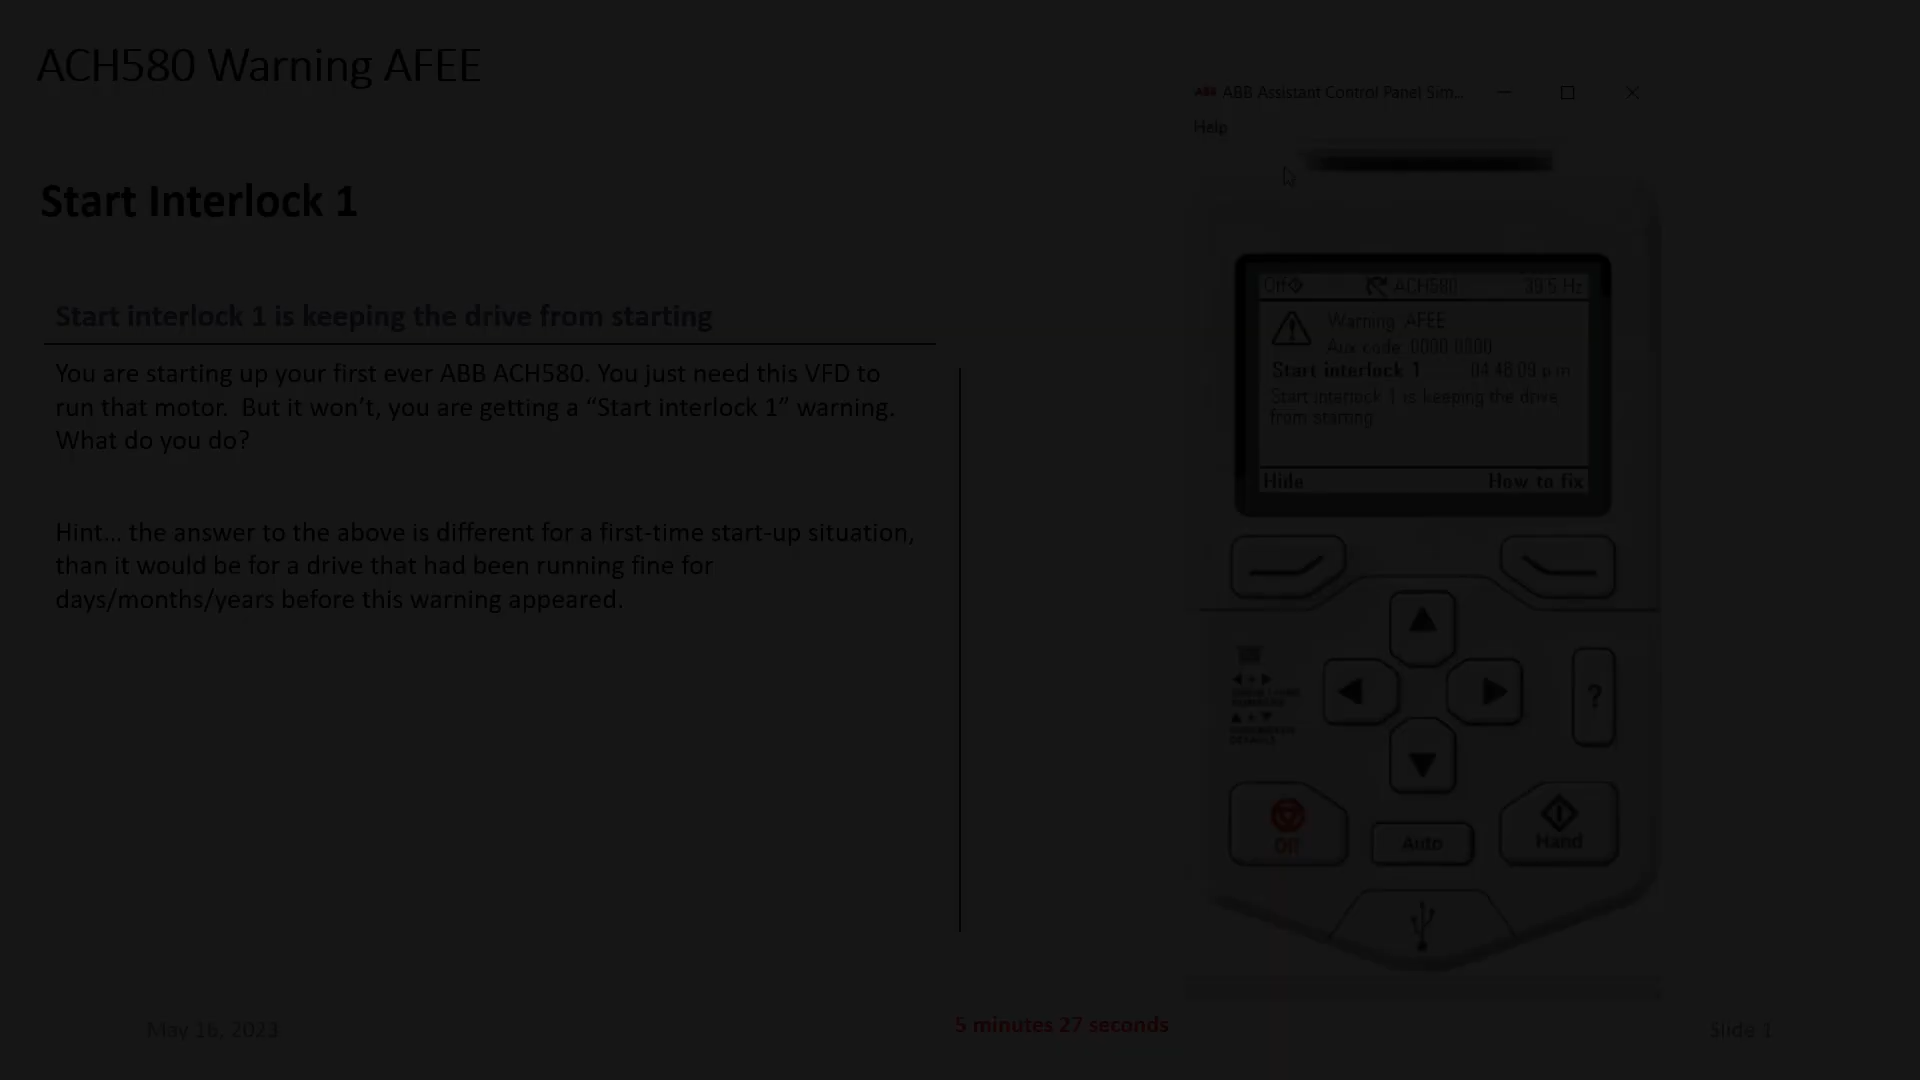 ACH580 Warning AFEE
Start Interlock 1
Start interlock 1 is keeping the drive from starting
You are starting up your first ever ABB ACH580. You just need this VFD to
run that motor.  But it won’t, you are getting a “Start interlock 1” warning.
What do you do?
Hint... the answer to the above is different for a first-time start-up situation,
than it would be for a drive that had been running fine for
days/months/years before this warning appeared.
May 16, 2023
5 minutes 27 seconds
Slide 1
ABB ABB Assistant Control Panel Sim...
Help
Off ACH580 39.5 Hz
Warning AFEE
Aux code: 0000 0000
Start interlock 1 04:48:09 p.m.
Start interlock 1 is keeping the drive
from starting
Hide How to fix
?
Off Auto Hand